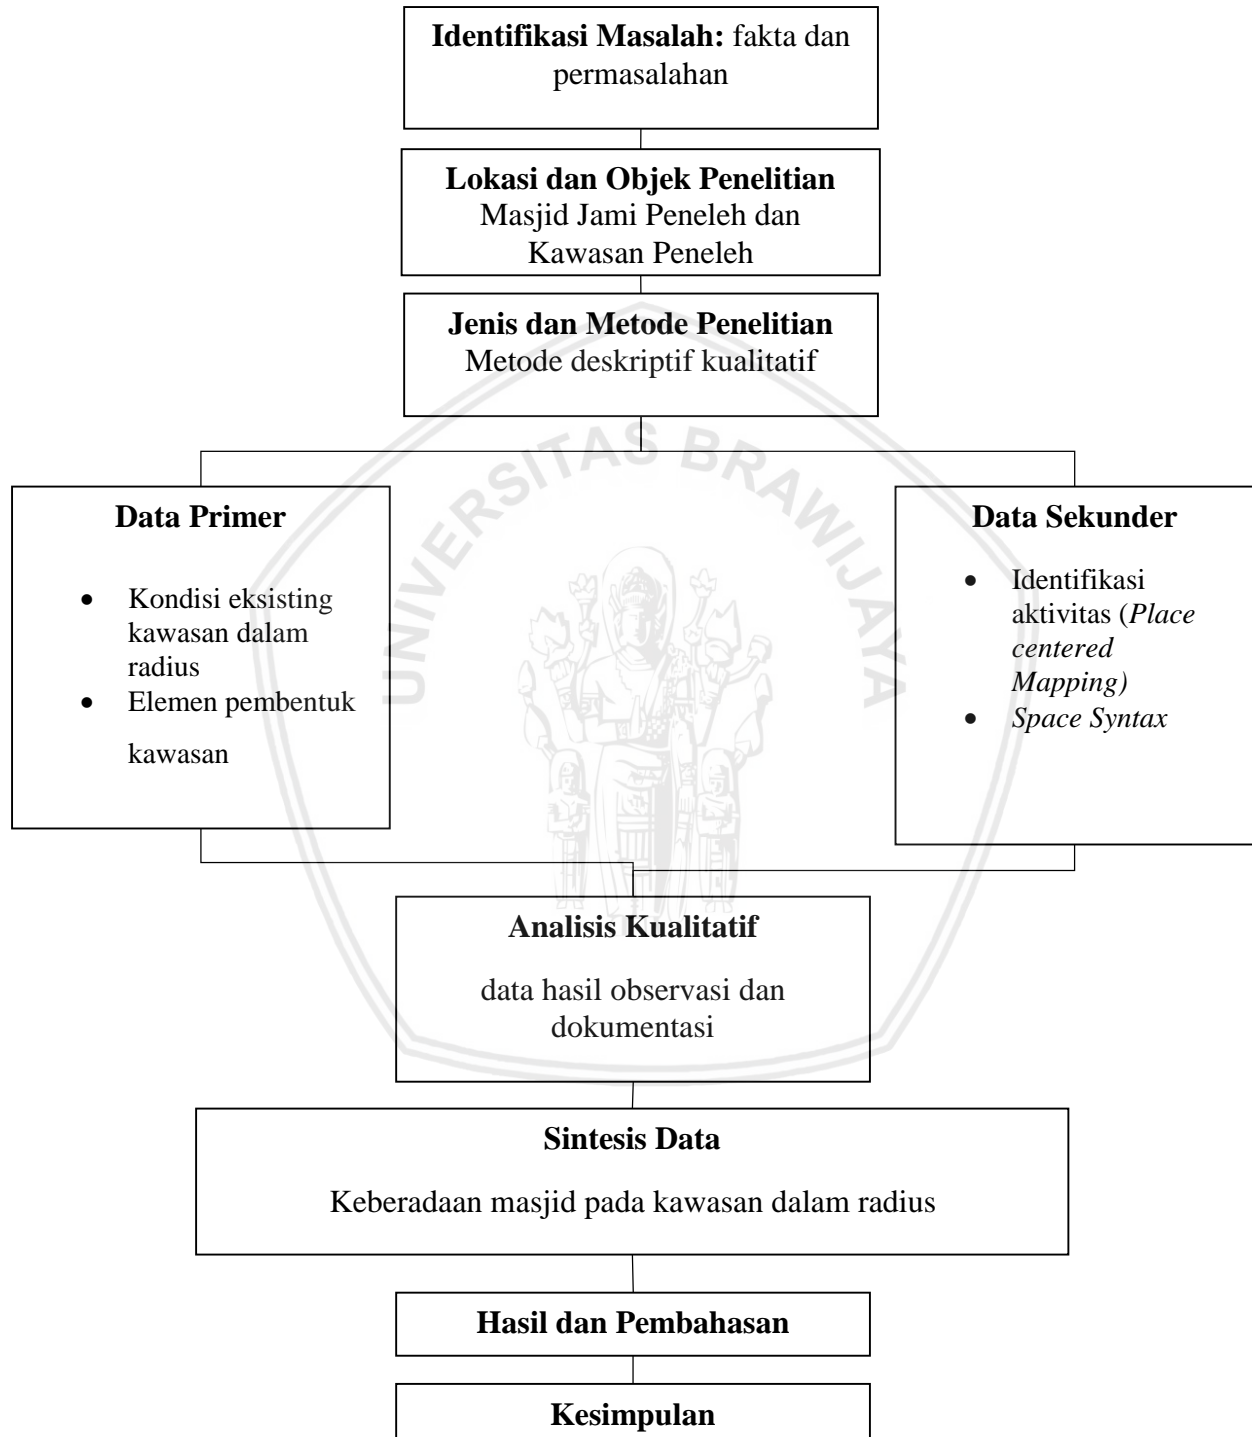 Identifikasi Masalah: fakta dan
permasalahan
Lokasi dan Objek Penelitian
Masjid Jami Peneleh dan
Kawasan Peneleh
Jenis dan Metode Penelitian
Metode deskriptif kualitatif
UNIVERSITAS BRAWIJAYA
Data Primer
• Kondisi eksisting
kawasan dalam
radius
• Elemen pembentuk
kawasan
Data Sekunder
• Identifikasi
aktivitas (Place
centered
Mapping)
• Space Syntax
Analisis Kualitatif
data hasil observasi dan
dokumentasi
Sintesis Data
Keberadaan masjid pada kawasan dalam radius
Hasil dan Pembahasan
Kesimpulan